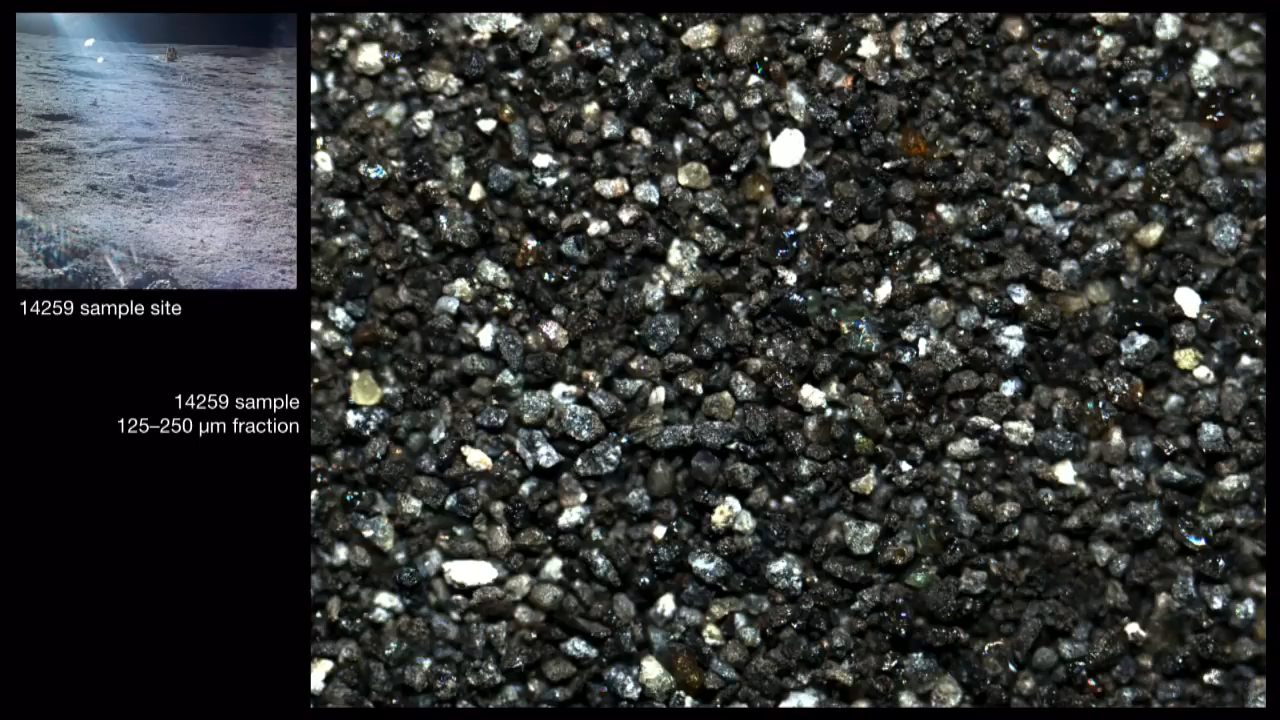 14259 sample site
14259 sample
125–250 μm fraction